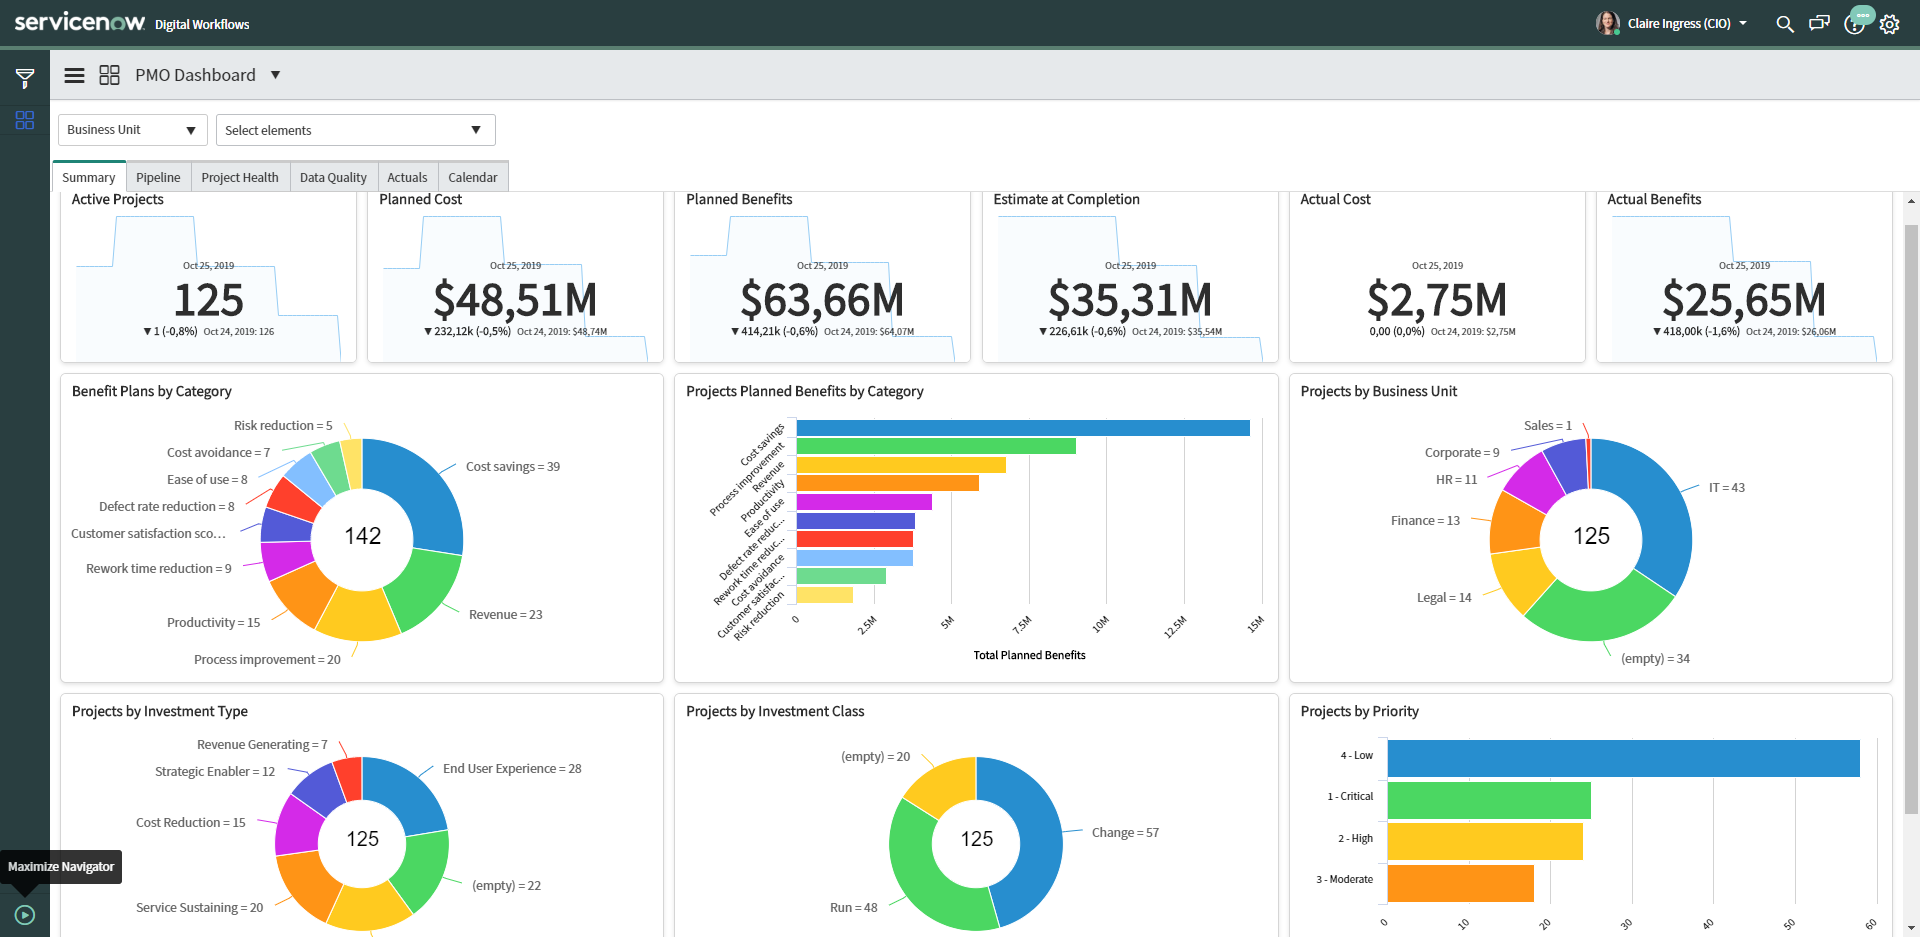 servicenow Digital Workflows
Claire Ingress (CIO)
PMO Dashboard
Business Unit
Select elements
Summary Pipeline Project Health Data Quality Actuals Calendar
Active Projects
Oct 25, 2019
125
▼ 1 (-0,8%) Oct 24, 2019: 126
Planned Cost
Oct 25, 2019
$48,51M
▼ 232,12k (-0,5%) Oct 24, 2019: $48,74M
Planned Benefits
Oct 25, 2019
$63,66M
▼ 414,21k (-0,6%) Oct 24, 2019: $64,07M
Estimate at Completion
Oct 25, 2019
$35,31M
▼ 226,61k (-0,6%) Oct 24, 2019: $35,54M
Actual Cost
Oct 25, 2019
$2,75M
0,00 (0,0%) Oct 24, 2019: $2,75M
Actual Benefits
Oct 25, 2019
$25,65M
▼ 418,00k (-1,6%) Oct 24, 2019: $26,06M
Benefit Plans by Category
Risk reduction = 5
Cost avoidance = 7
Ease of use = 8
Defect rate reduction = 8
Customer satisfaction sco...
Rework time reduction = 9
Productivity = 15
Process improvement = 20
Cost savings = 39
Revenue = 23
142
Projects Planned Benefits by Category
Cost savings
Process improvement
Revenue
Productivity
Ease of use
Defect rate reduc...
Rework time reduc...
Cost avoidance
Customer satisfac...
Risk reduction
0 2.5M 5M 7.5M 10M 12.5M 15M
Total Planned Benefits
Projects by Business Unit
Sales = 1
Corporate = 9
HR = 11
Finance = 13
Legal = 14
IT = 43
(empty) = 34
125
Projects by Investment Type
Revenue Generating = 7
Strategic Enabler = 12
Cost Reduction = 15
Service Sustaining = 20
End User Experience = 28
(empty) = 22
125
Projects by Investment Class
(empty) = 20
Change = 57
Run = 48
125
Projects by Priority
4 - Low
1 - Critical
2 - High
3 - Moderate
0 10 20 30 40 50 60
Maximize Navigator